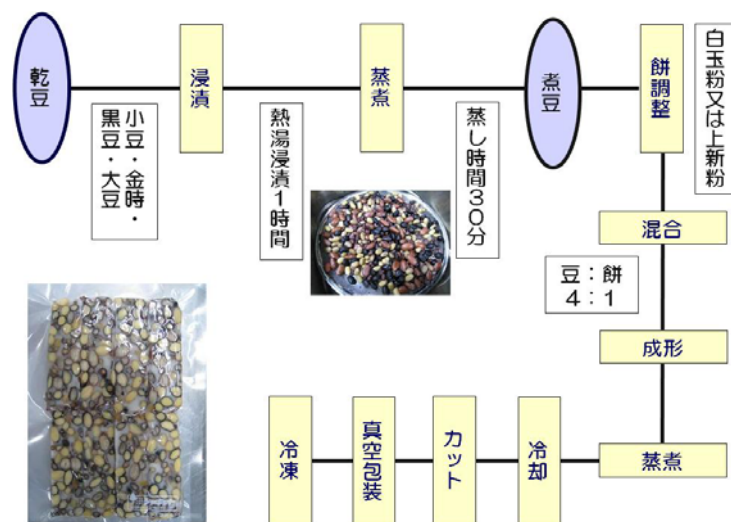 乾豆
小豆・金時・
黒豆・大豆
浸漬
熱湯浸漬1時間
蒸煮
蒸し時間30分
煮豆
餅調整
白玉粉又は上新粉
混合
豆:餅
4:1
成形
蒸煮
冷却
カット
真空包装
冷凍